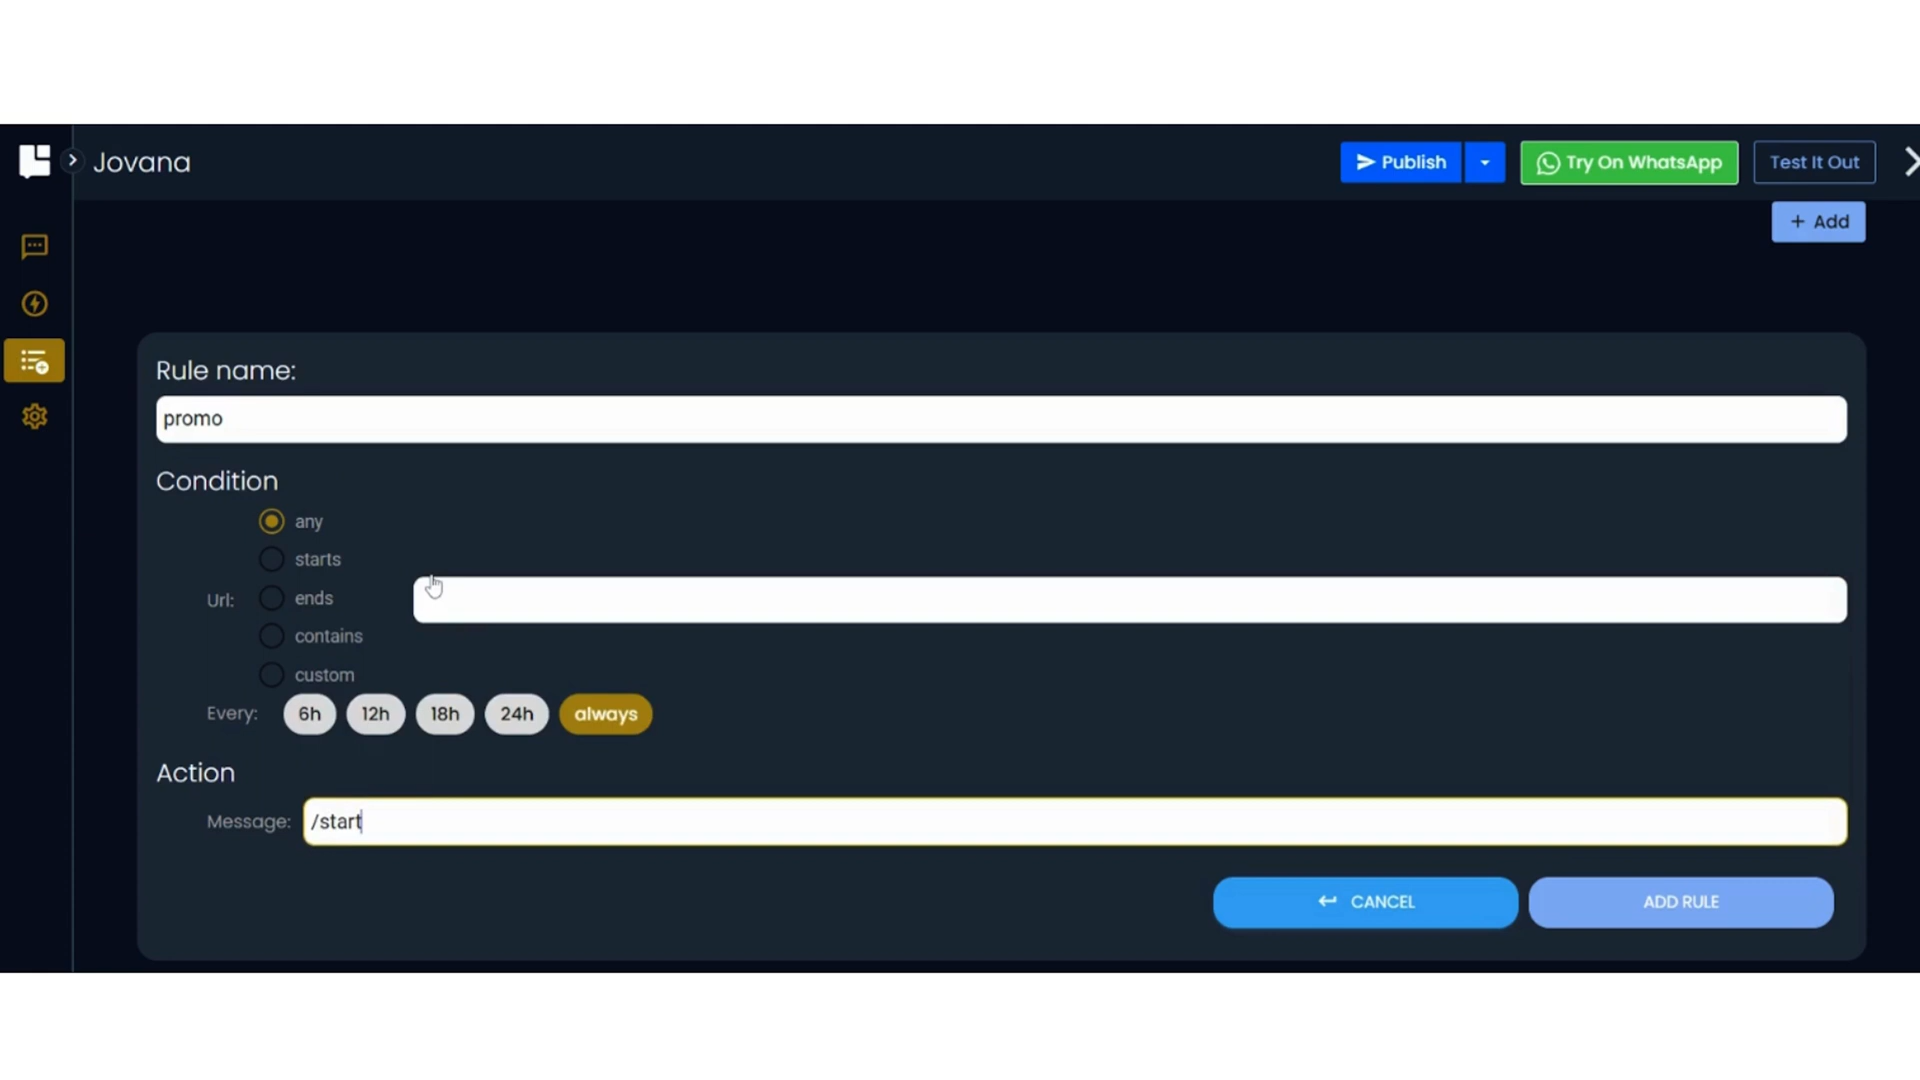 Jovana
Publish
Try On WhatsApp
Test It Out
+ Add
Rule name:
promo
Condition
any
starts
Url:
ends
contains
custom
Every: 6h 12h 18h 24h always
Action
Message: /start
CANCEL
ADD RULE